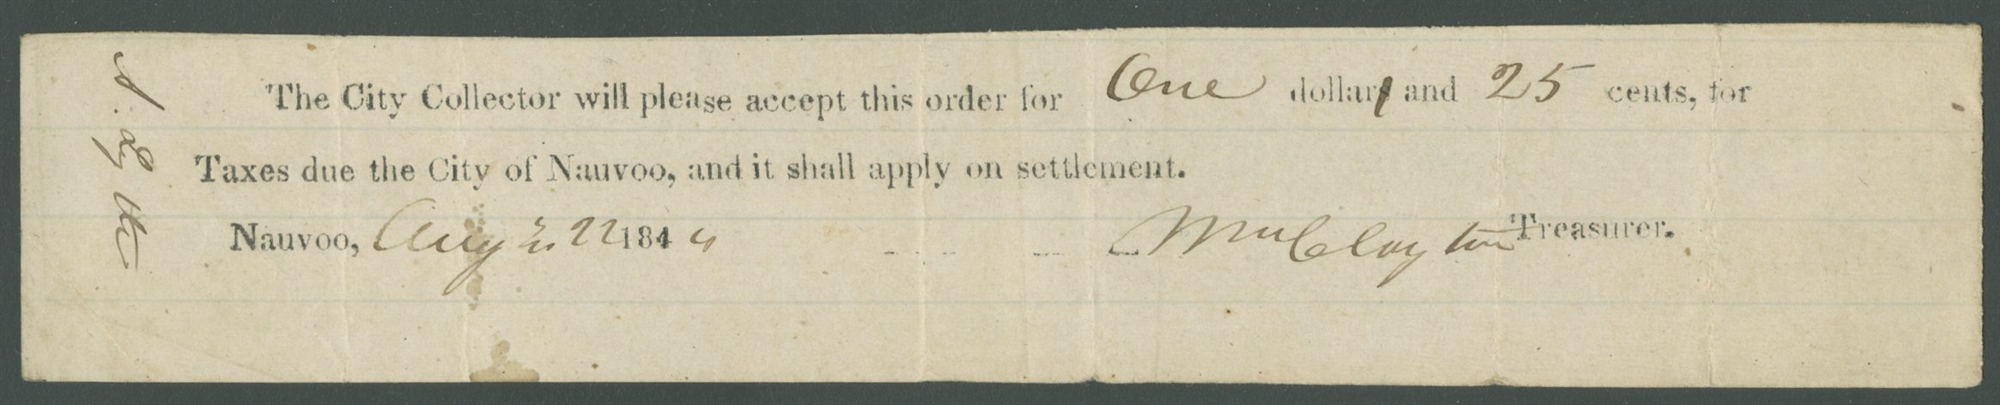 The City Collector will please accept this order for One dollar and 25 cents, for
Taxes due the City of Nauvoo, and it shall apply on settlement.
Nauvoo, Aug 22 1844 Wm Clayton Treasurer.